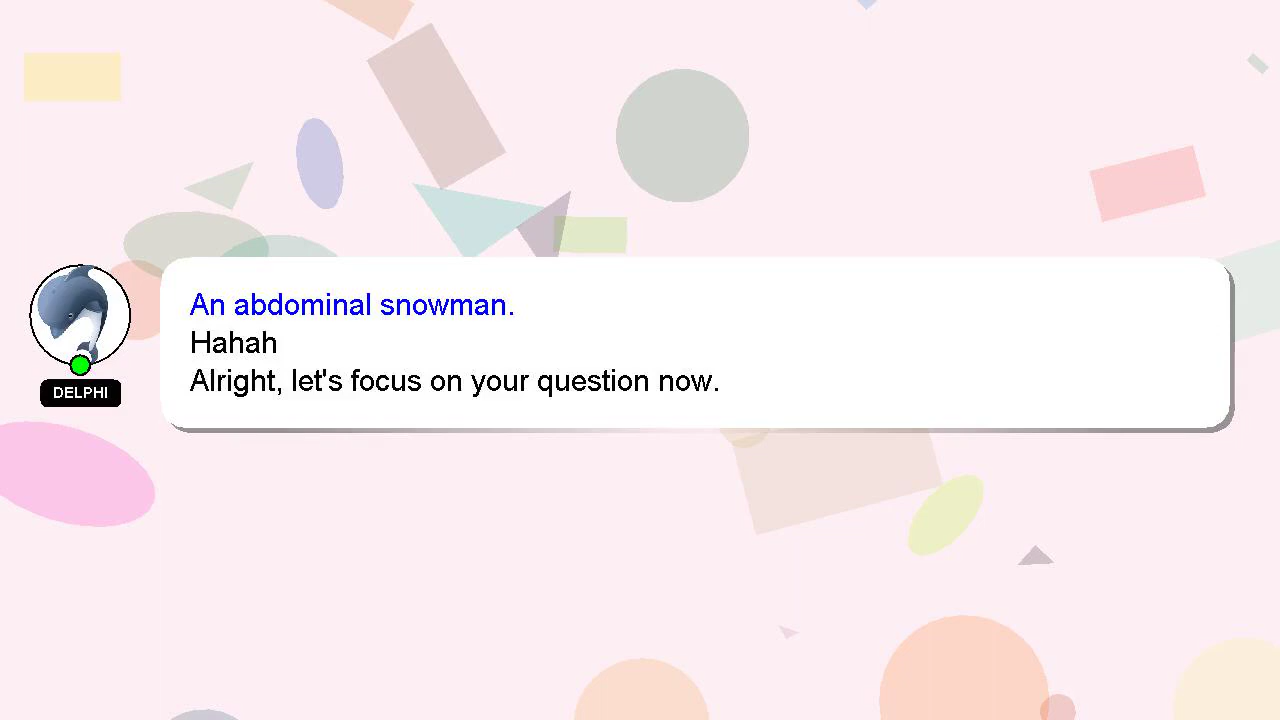 An abdominal snowman.
Hahah
Alright, let's focus on your question now.
DELPHI